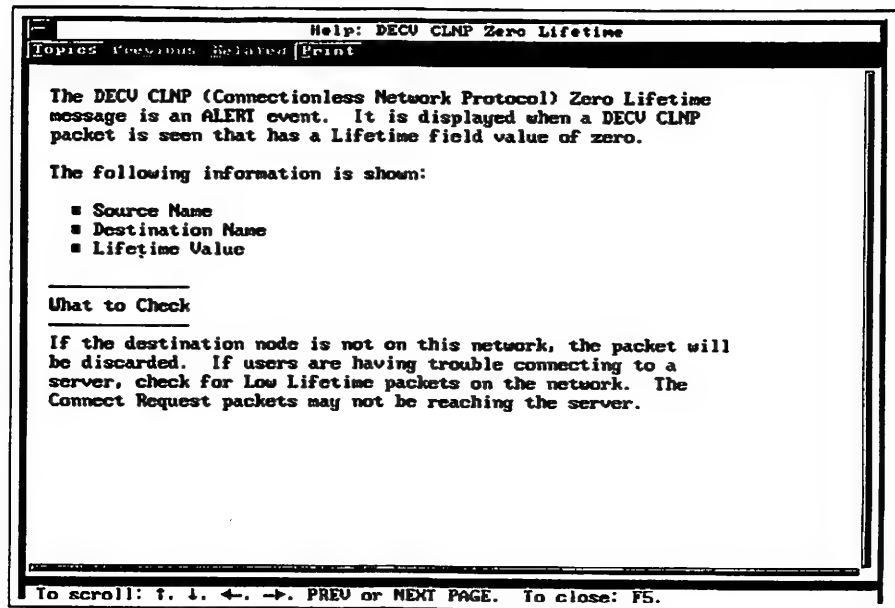 Help: DECV CLNP Zero Lifetime
Topics Previous Related Print
The DECV CLNP (Connectionless Network Protocol) Zero Lifetime
message is an ALERT event. It is displayed when a DECV CLNP
packet is seen that has a Lifetime field value of zero.
The following information is shown:
■ Source Name
■ Destination Name
■ Lifetime Value
What to Check
If the destination node is not on this network, the packet will
be discarded. If users are having trouble connecting to a
server, check for Low Lifetime packets on the network. The
Connect Request packets may not be reaching the server.
To scroll: ↑, ↓, ←, →, PREV or NEXT PAGE. To close: F5.